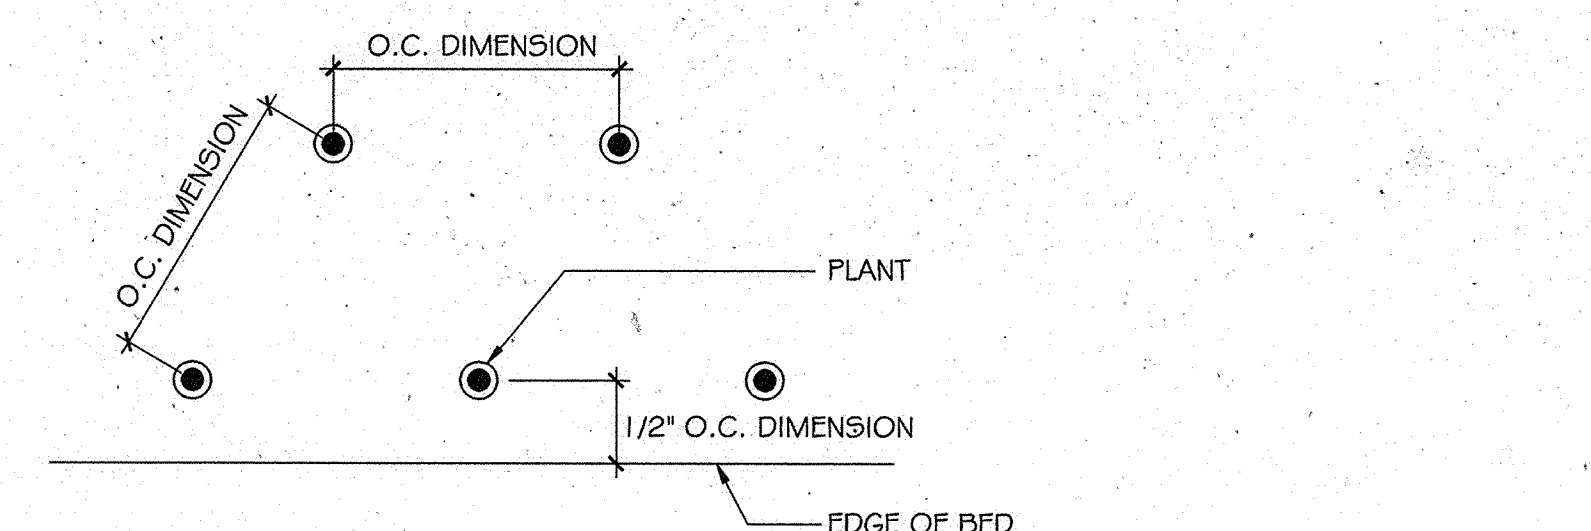 O.C. DIMENSION
O.C. DIMENSION
PLANT
1/2" O.C. DIMENSION
EDGE OF BED